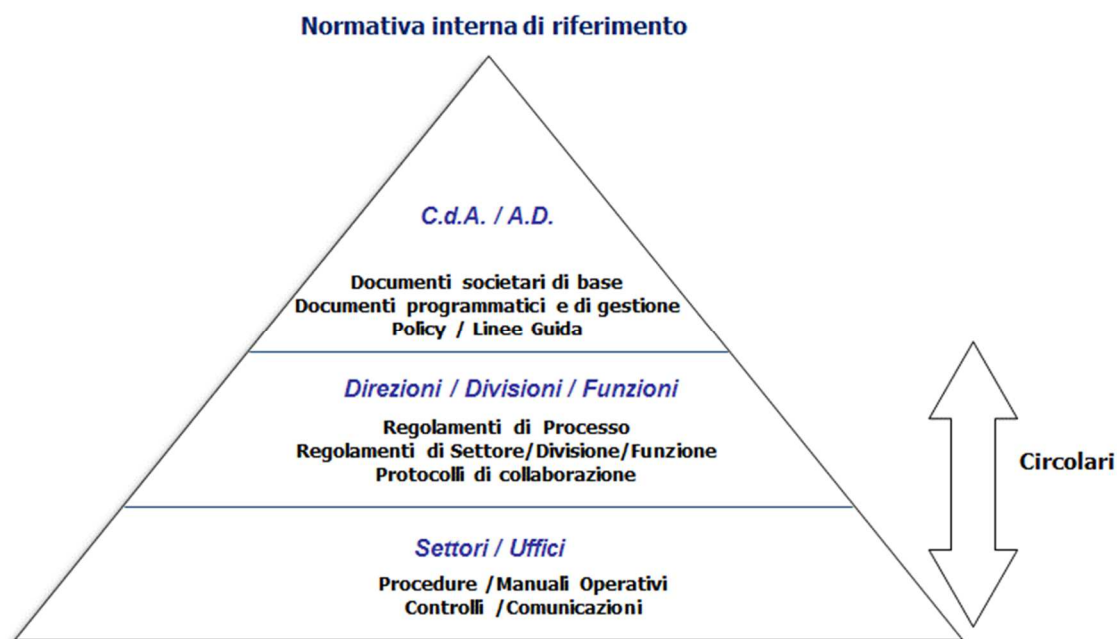 Normativa interna di riferimento
C.d.A. / A.D.
Documenti societari di base
Documenti programmatici e di gestione
Policy / Linee Guida
Direzioni / Divisioni / Funzioni
Regolamenti di Processo
Regolamenti di Settore/Divisione/Funzione
Protocolli di collaborazione
Circolari
Settori / Uffici
Procedure /Manuali Operativi
Controlli /Comunicazioni